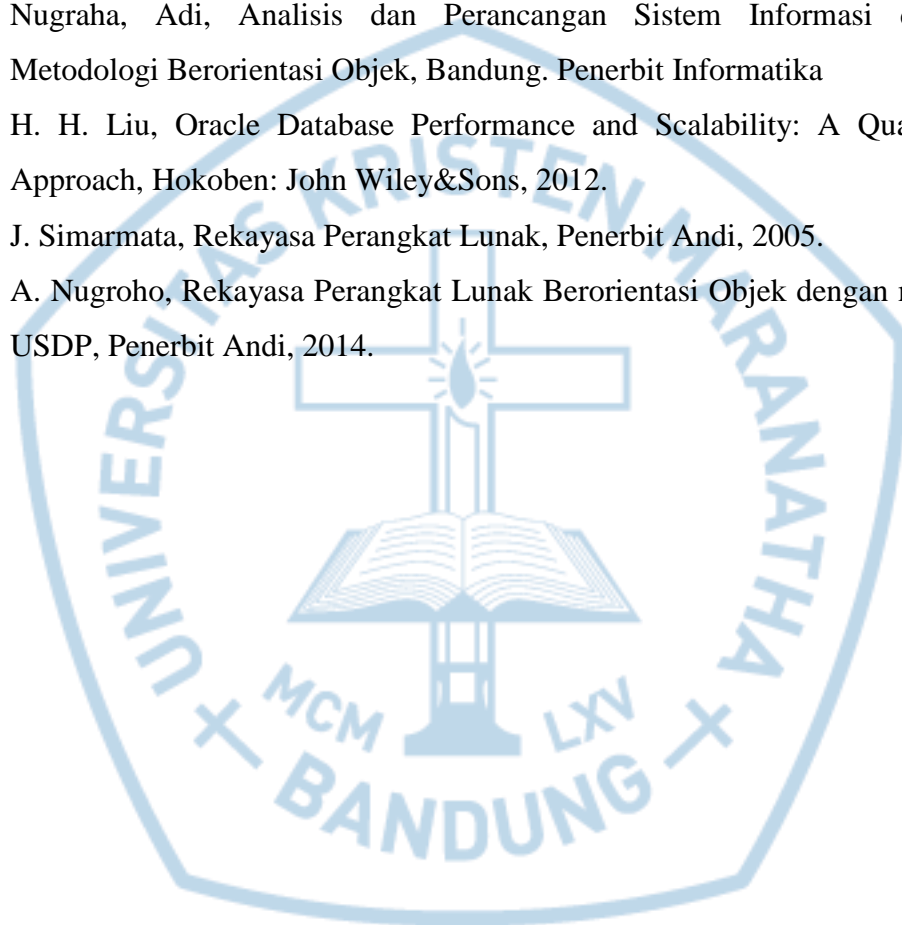 Nugraha, Adi, Analisis dan Perancangan Sistem Informasi
Metodologi Berorientasi Objek, Bandung. Penerbit Informatika
H. H. Liu, Oracle Database Performance and Scalability: A
Approach, Hokoben: John Wiley&Sons, 2012.
J. Simarmata, Rekayasa Perangkat Lunak, Penerbit Andi, 2005.
A. Nugroho, Rekayasa Perangkat Lunak Berorientasi Objek dengan
USDP, Penerbit Andi, 2014.
UNIVERSITAS KRISTEN MARANATHA
MCM LXV
BANDUNG